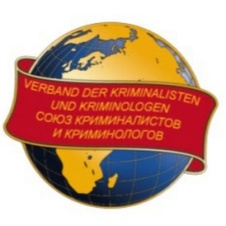 VERBAND DER KRIMINALISTEN
UND KRIMINOLOGEN
СОЮЗ КРИМИНАЛИСТОВ
И КРИМИНОЛОГОВ